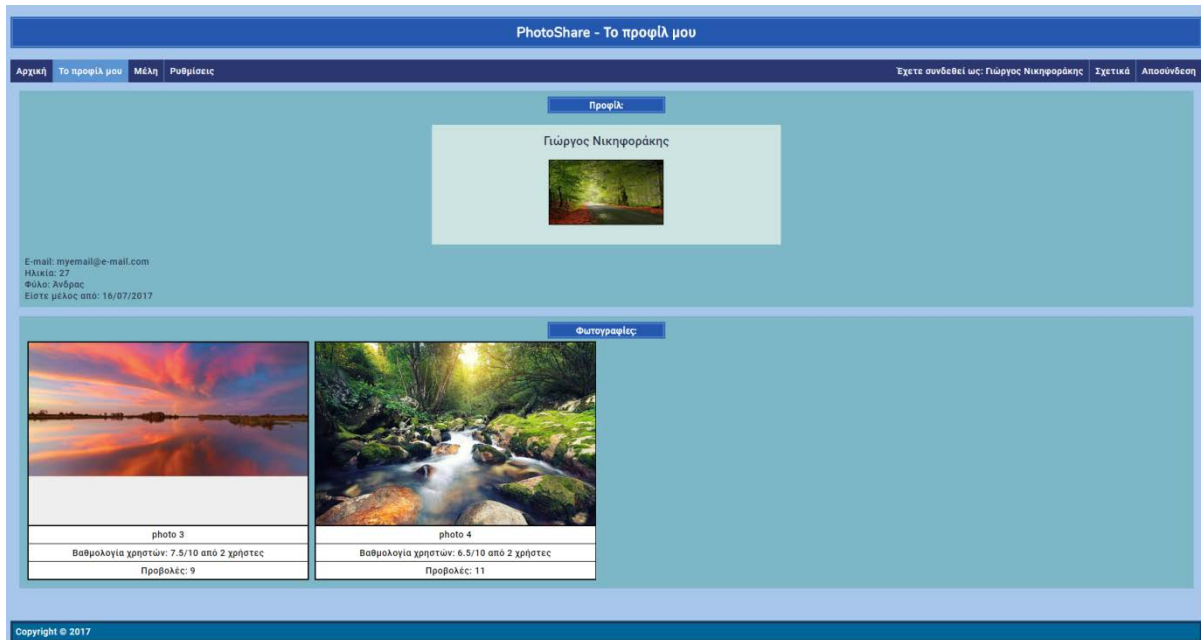 PhotoShare - Το προφίλ μου
Αρχική Το προφίλ μου Μέλη Ρυθμίσεις Έχετε συνδεθεί ως: Γιώργος Νικηφοράκης Σχετικά Αποσύνδεση
Προφίλ:
Γιώργος Νικηφοράκης
E-mail: myemail@e-mail.com
Ηλικία: 27
Φύλο: Άνδρας
Είστε μέλος από: 16/07/2017
Φωτογραφίες:
photo 3
Βαθμολογία χρηστών: 7.5/10 από 2 χρήστες
Προβολές: 9
photo 4
Βαθμολογία χρηστών: 6.5/10 από 2 χρήστες
Προβολές: 11
Copyright © 2017